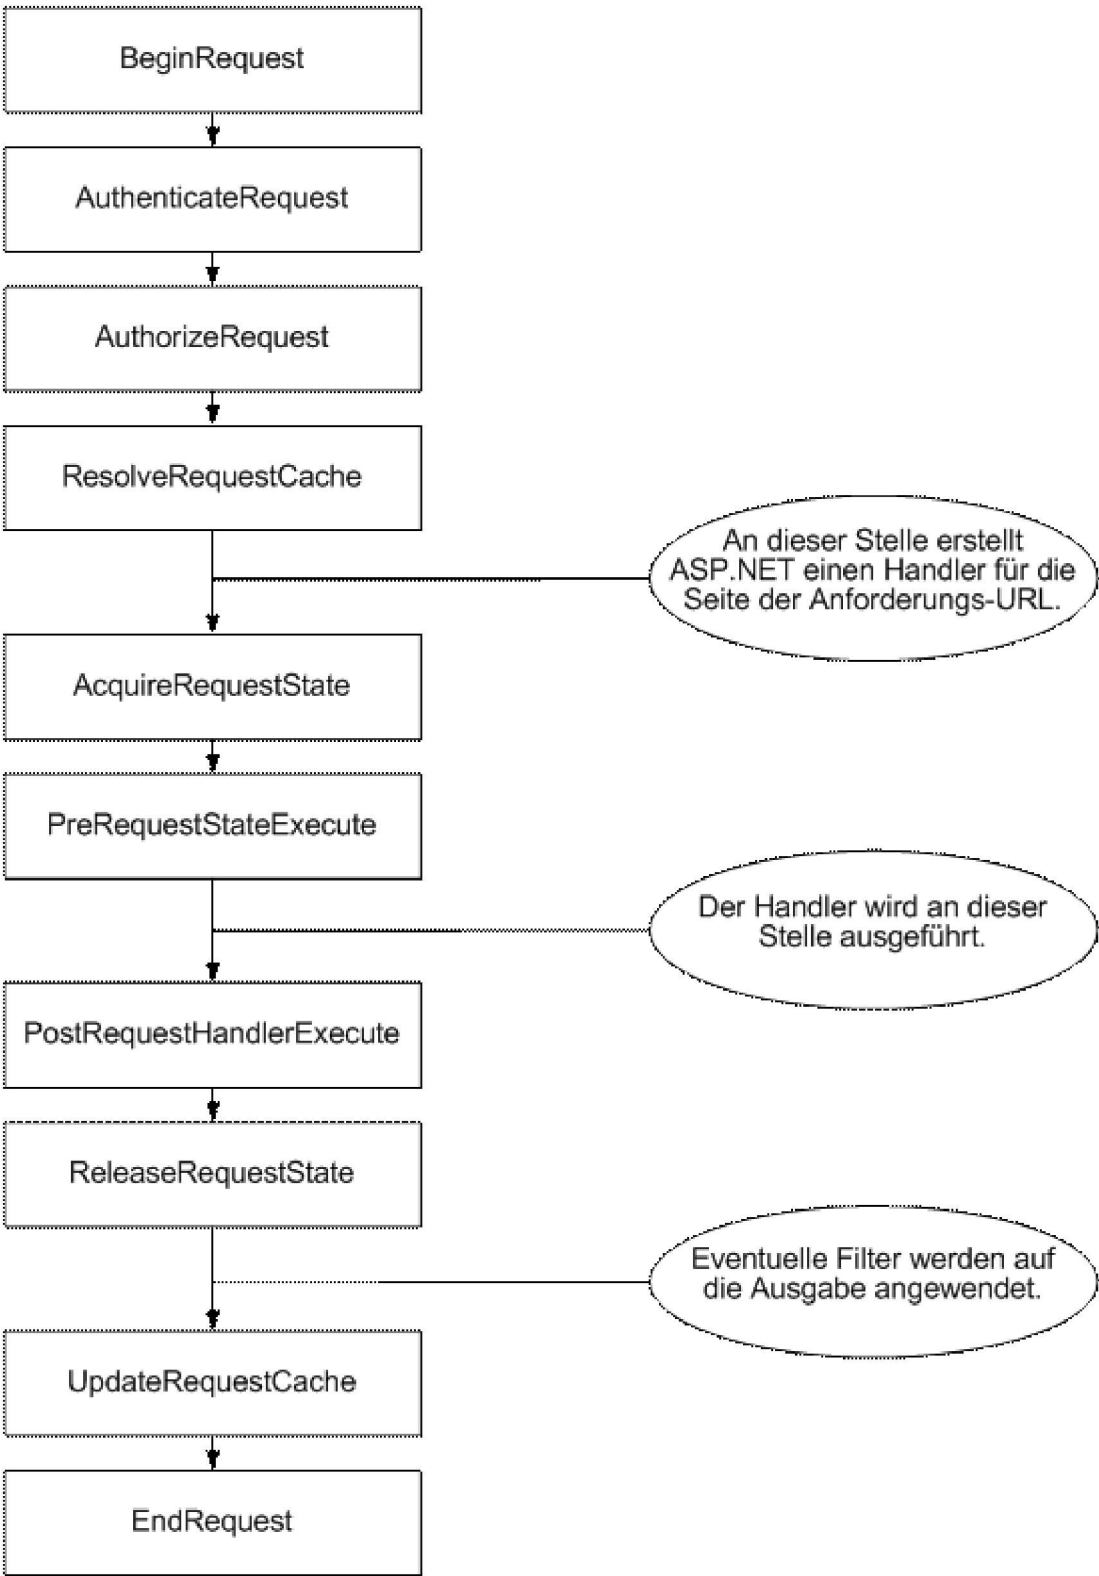 BeginRequest
AuthenticateRequest
AuthorizeRequest
ResolveRequestCache
An dieser Stelle erstellt
ASP.NET einen Handler für die
Seite der Anforderungs-URL.
AcquireRequestState
PreRequestStateExecute
Der Handler wird an dieser
Stelle ausgeführt.
PostRequestHandlerExecute
ReleaseRequestState
Eventuelle Filter werden auf
die Ausgabe angewendet.
UpdateRequestCache
EndRequest